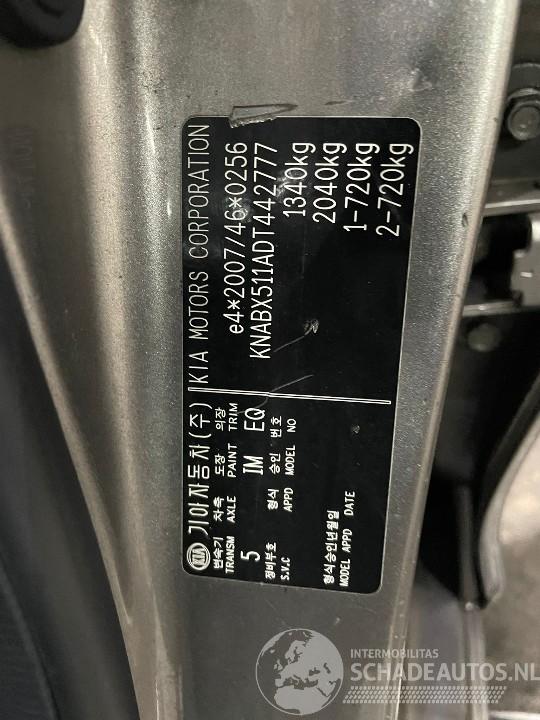 KIA 기아자동차(주) KIA MOTORS CORPORATION
변속기 차축 도장 의장
TRANSM AXLE PAINT TRIM
5 IM EQ
정비부호 형식 승인 번호
S.V.C APPD MODEL NO
형식승인년월일
MODEL APPD DATE
e4*2007/46*0256
KNABX511ADT442777
1340kg
2040kg
1-720kg
2-720kg
INTERMOBILITAS
SCHADEAUTOS.NL